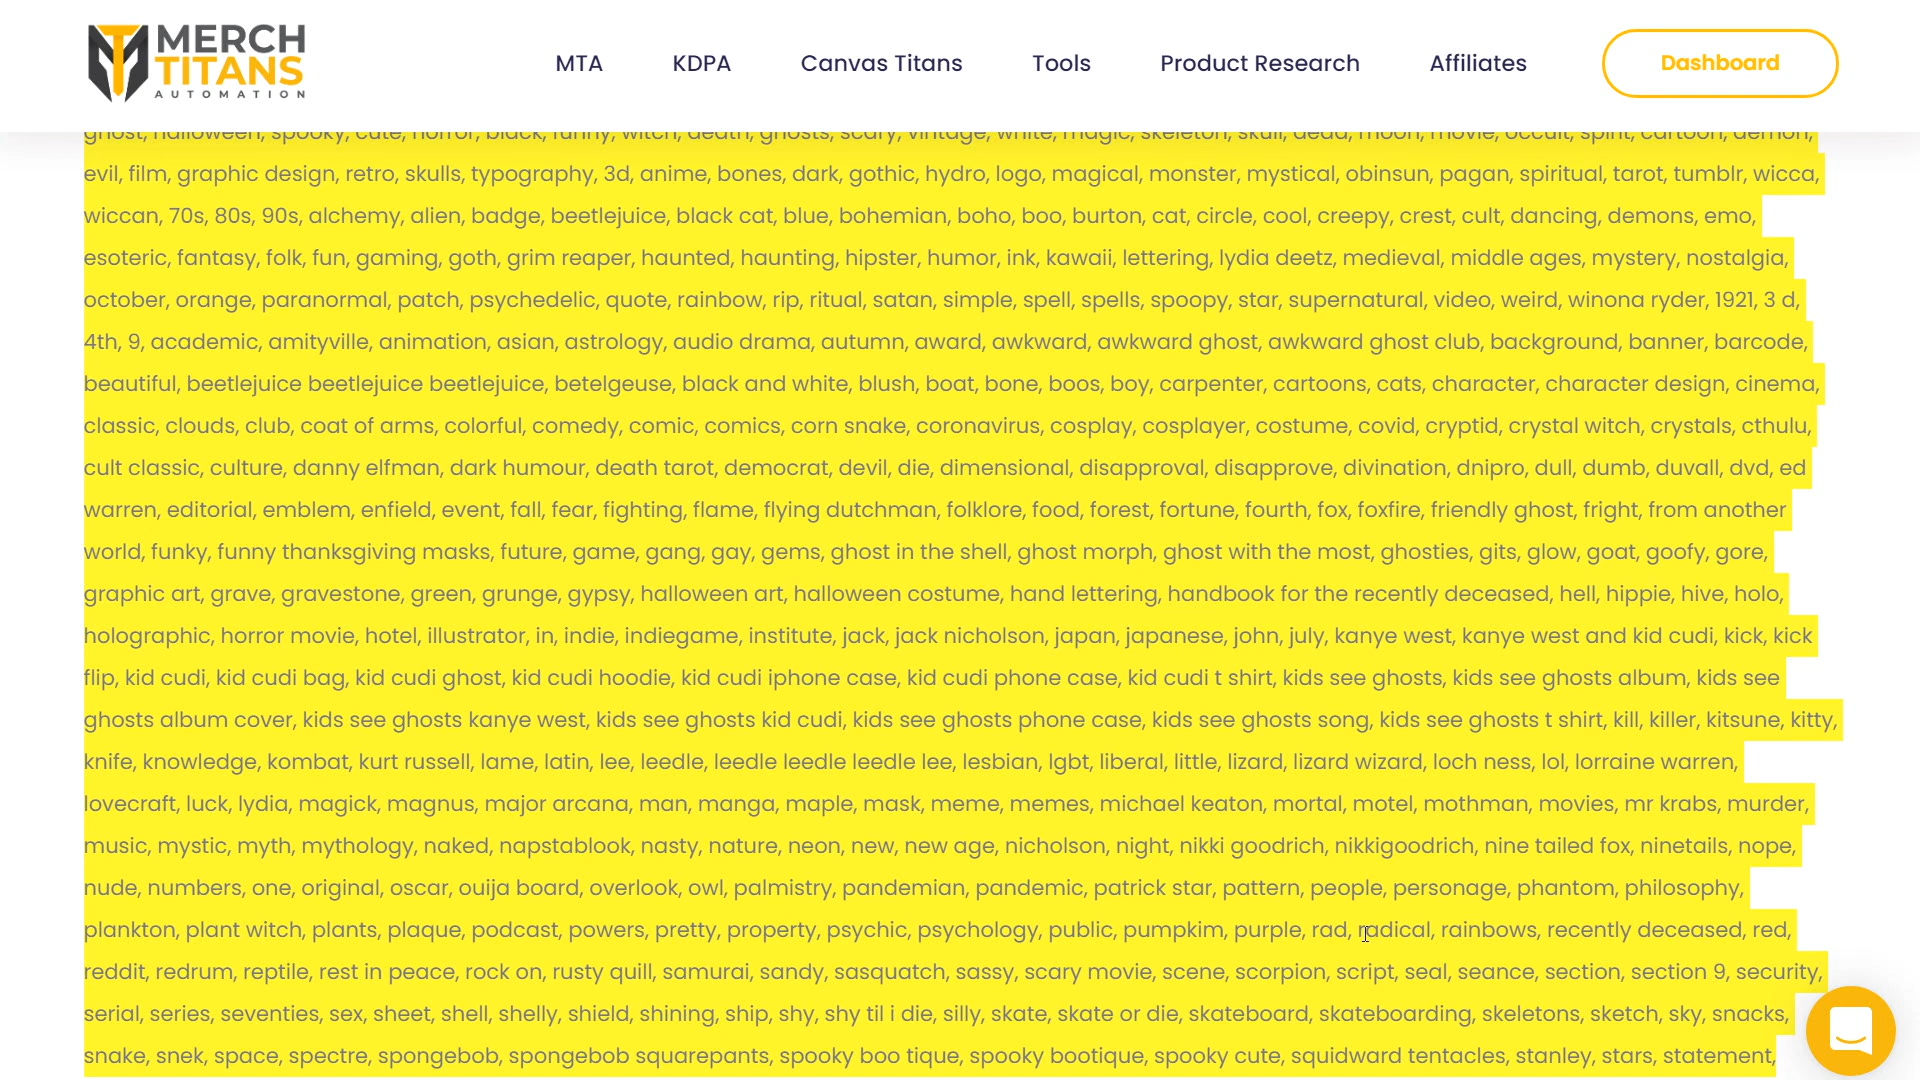 MERCH
TITANS
AUTOMATION
MTA
KDPA
Canvas Titans
Tools
Product Research
Affiliates
Dashboard
ghost, halloween, spooky, cute, horror, black, funny, witch, death, ghosts, scary, vintage, white, magic, skeleton, skull, dead, moon, movie, occult, spirit, cartoon, demon,
evil, film, graphic design, retro, skulls, typography, 3d, anime, bones, dark, gothic, hydro, logo, magical, monster, mystical, obinsun, pagan, spiritual, tarot, tumblr, wicca,
wiccan, 70s, 80s, 90s, alchemy, alien, badge, beetlejuice, black cat, blue, bohemian, boho, boo, burton, cat, circle, cool, creepy, crest, cult, dancing, demons, emo,
esoteric, fantasy, folk, fun, gaming, goth, grim reaper, haunted, haunting, hipster, humor, ink, kawaii, lettering, lydia deetz, medieval, middle ages, mystery, nostalgia,
october, orange, paranormal, patch, psychedelic, quote, rainbow, rip, ritual, satan, simple, spell, spells, spoopy, star, supernatural, video, weird, winona ryder, 1921, 3 d,
4th, 9, academic, amityville, animation, asian, astrology, audio drama, autumn, award, awkward, awkward ghost, awkward ghost club, background, banner, barcode,
beautiful, beetlejuice beetlejuice beetlejuice, betelgeuse, black and white, blush, boat, bone, boos, boy, carpenter, cartoons, cats, character, character design, cinema,
classic, clouds, club, coat of arms, colorful, comedy, comic, comics, corn snake, coronavirus, cosplay, cosplayer, costume, covid, cryptid, crystal witch, crystals, cthulu,
cult classic, culture, danny elfman, dark humour, death tarot, democrat, devil, die, dimensional, disapproval, disapprove, divination, dnipro, dull, dumb, duvall, dvd, ed
warren, editorial, emblem, enfield, event, fall, fear, fighting, flame, flying dutchman, folklore, food, forest, fortune, fourth, fox, foxfire, friendly ghost, fright, from another
world, funky, funny thanksgiving masks, future, game, gang, gay, gems, ghost in the shell, ghost morph, ghost with the most, ghosties, gits, glow, goat, goofy, gore,
graphic art, grave, gravestone, green, grunge, gypsy, halloween art, halloween costume, hand lettering, handbook for the recently deceased, hell, hippie, hive, holo,
holographic, horror movie, hotel, illustrator, in, indie, indiegame, institute, jack, jack nicholson, japan, japanese, john, july, kanye west, kanye west and kid cudi, kick, kick
flip, kid cudi, kid cudi bag, kid cudi ghost, kid cudi hoodie, kid cudi iphone case, kid cudi phone case, kid cudi t shirt, kids see ghosts, kids see ghosts album, kids see
ghosts album cover, kids see ghosts kanye west, kids see ghosts kid cudi, kids see ghosts phone case, kids see ghosts song, kids see ghosts t shirt, kill, killer, kitsune, kitty,
knife, knowledge, kombat, kurt russell, lame, latin, lee, leedle, leedle leedle leedle lee, lesbian, lgbt, liberal, little, lizard, lizard wizard, loch ness, lol, lorraine warren,
lovecraft, luck, lydia, magick, magnus, major arcana, man, manga, maple, mask, meme, memes, michael keaton, mortal, motel, mothman, movies, mr krabs, murder,
music, mystic, myth, mythology, naked, napstablook, nasty, nature, neon, new, new age, nicholson, night, nikki goodrich, nikkigoodrich, nine tailed fox, ninetails, nope,
nude, numbers, one, original, oscar, ouija board, overlook, owl, palmistry, pandemian, pandemic, patrick star, pattern, people, personage, phantom, philosophy,
plankton, plant witch, plants, plaque, podcast, powers, pretty, property, psychic, psychology, public, pumpkim, purple, rad, radical, rainbows, recently deceased, red,
reddit, redrum, reptile, rest in peace, rock on, rusty quill, samurai, sandy, sasquatch, sassy, scary movie, scene, scorpion, script, seal, seance, section, section 9, security,
serial, series, seventies, sex, sheet, shell, shelly, shield, shining, ship, shy, shy til i die, silly, skate, skate or die, skateboard, skateboarding, skeletons, sketch, sky, snacks,
snake, snek, space, spectre, spongebob, spongebob squarepants, spooky boo tique, spooky bootique, spooky cute, squidward tentacles, stanley, stars, statement,